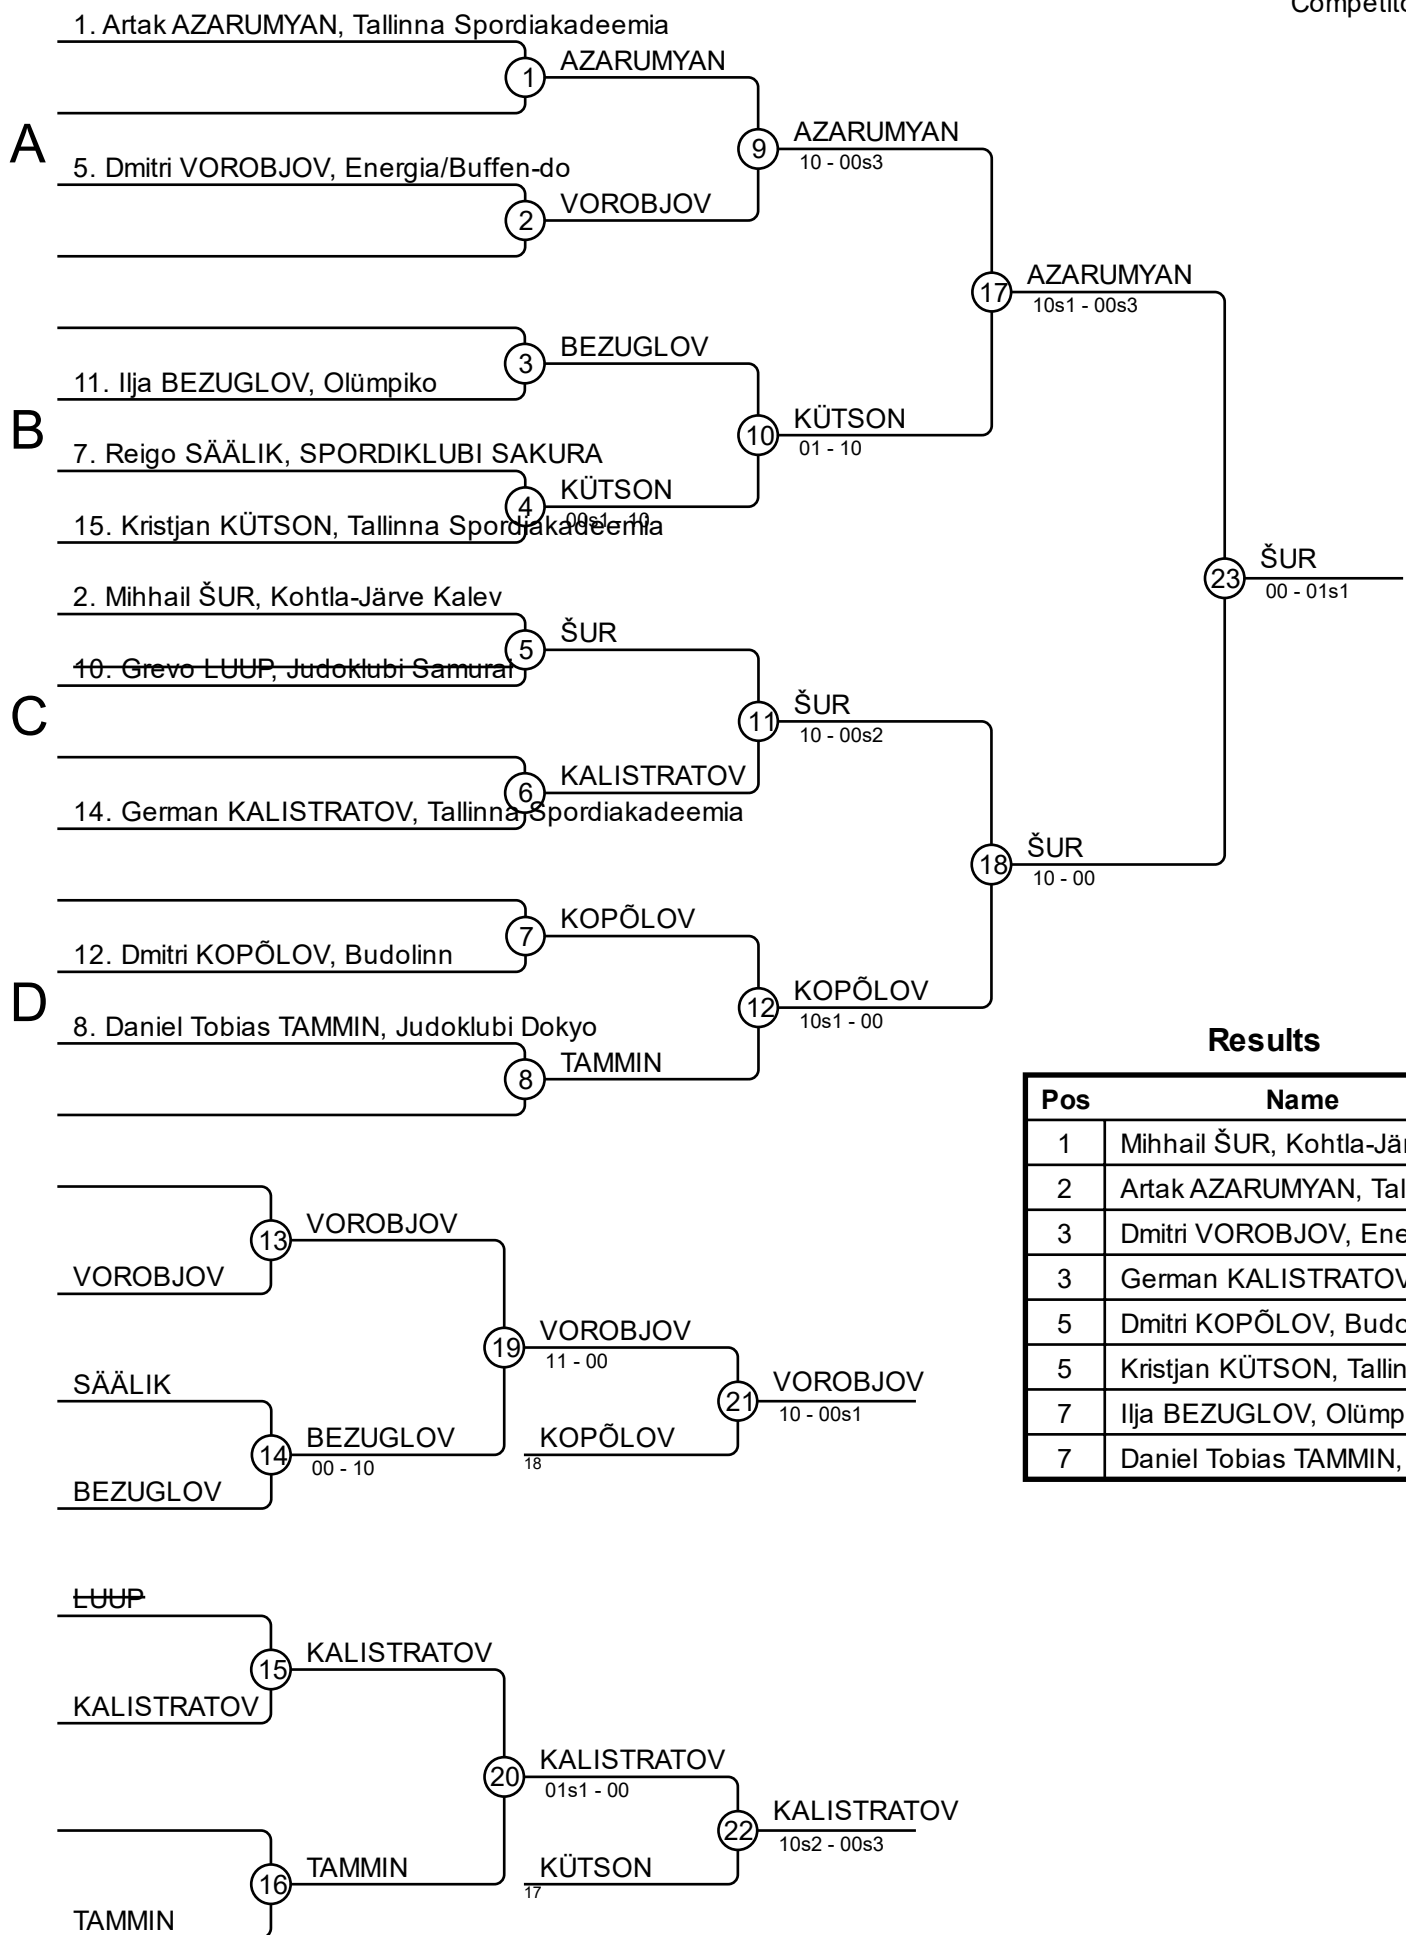 Competito
1. Artak AZARUMYAN, Tallinna Spordiakadeemia
1
AZARUMYAN
A
9
AZARUMYAN
10 - 00s3
5. Dmitri VOROBJOV, Energia/Buffen-do
2
VOROBJOV
17
AZARUMYAN
10s1 - 00s3
3
BEZUGLOV
11. Ilja BEZUGLOV, Olümpiko
B
10
KÜTSON
01 - 10
7. Reigo SÄÄLIK, SPORDIKLUBI SAKURA
4
KÜTSON
00s1 - 10
15. Kristjan KÜTSON, Tallinna Spordiakadeemia
23
ŠUR
00 - 01s1
2. Mihhail ŠUR, Kohtla-Järve Kalev
5
ŠUR
10. Grevo LUUP, Judoklubi Samurai
C
11
ŠUR
10 - 00s2
6
KALISTRATOV
14. German KALISTRATOV, Tallinna Spordiakadeemia
18
ŠUR
10 - 00
7
KOPÕLOV
12. Dmitri KOPÕLOV, Budolinn
D
12
KOPÕLOV
10s1 - 00
8. Daniel Tobias TAMMIN, Judoklubi Dokyo
8
TAMMIN
Results
Pos Name
1 Mihhail ŠUR, Kohtla-Jär
2 Artak AZARUMYAN, Tal
3 Dmitri VOROBJOV, Ene
3 German KALISTRATOV
5 Dmitri KOPÕLOV, Budo
5 Kristjan KÜTSON, Tallin
7 Ilja BEZUGLOV, Olümp
7 Daniel Tobias TAMMIN,
13
VOROBJOV
VOROBJOV
19
VOROBJOV
11 - 00
SÄÄLIK
21
VOROBJOV
10 - 00s1
14
BEZUGLOV
00 - 10
KOPÕLOV
18
BEZUGLOV
LUUP
15
KALISTRATOV
KALISTRATOV
20
KALISTRATOV
01s1 - 00
22
KALISTRATOV
10s2 - 00s3
16
TAMMIN
KÜTSON
17
TAMMIN